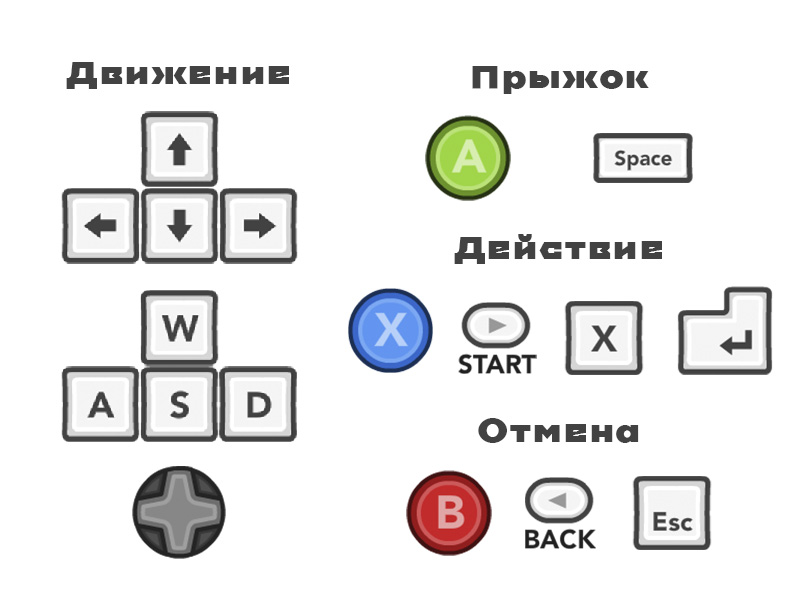 Движение
W
A S D
Прыжок
A Space
Действие
X START X
Отмена
B BACK Esc